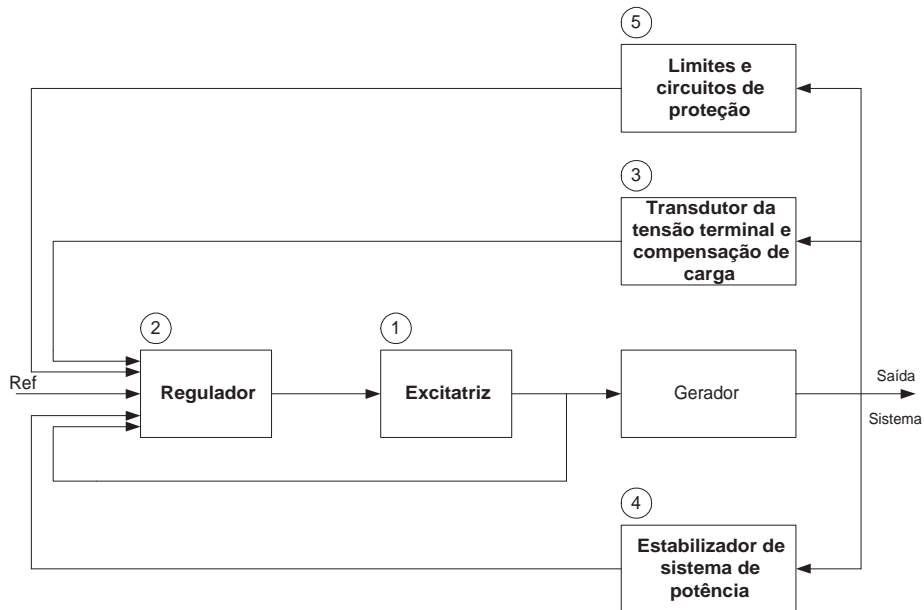 5
Limites e
circuitos de
proteção
3
Transdutor da
tensão terminal e
compensação de
carga
2
1
Ref
Regulador
Excitatriz
Gerador
Saída
Sistema
4
Estabilizador de
sistema de
potência